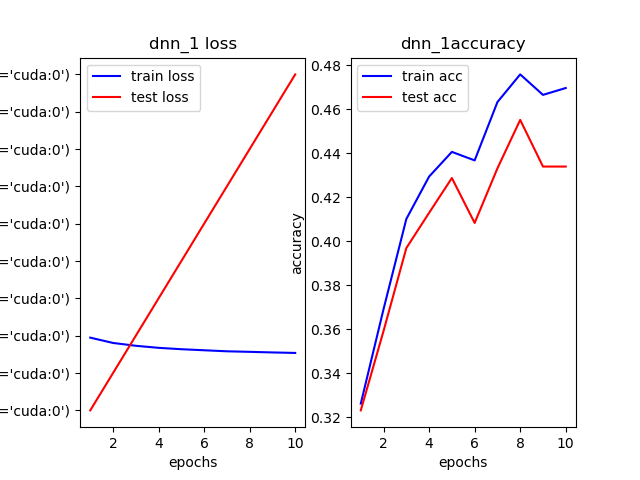 dnn_1 loss
train loss
test loss
='cuda:0')
='cuda:0')
='cuda:0')
='cuda:0')
='cuda:0')
='cuda:0')
='cuda:0')
='cuda:0')
='cuda:0')
='cuda:0')
2 4 6 8 10
epochs
dnn_1accuracy
train acc
test acc
accuracy
0.48
0.46
0.44
0.42
0.40
0.38
0.36
0.34
0.32
2 4 6 8 10
epochs